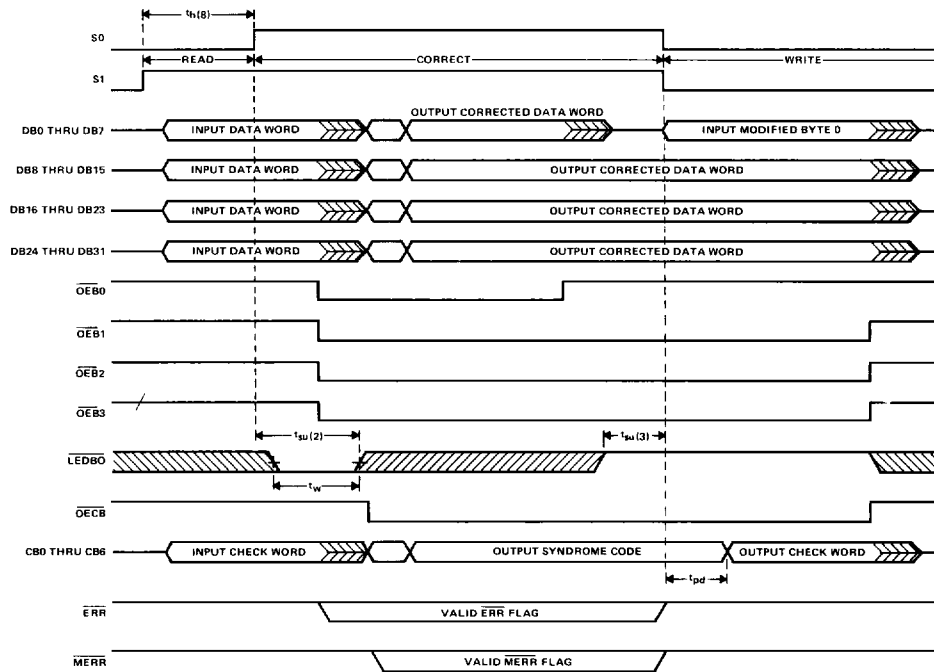 th(8)
S0
READ CORRECT WRITE
S1
OUTPUT CORRECTED DATA WORD
DB0 THRU DB7 INPUT DATA WORD INPUT MODIFIED BYTE 0
DB8 THRU DB15 INPUT DATA WORD OUTPUT CORRECTED DATA WORD
DB16 THRU DB23 INPUT DATA WORD OUTPUT CORRECTED DATA WORD
DB24 THRU DB31 INPUT DATA WORD OUTPUT CORRECTED DATA WORD
OEB0
OEB1
OEB2
OEB3
tsu(2) tsu(3)
LEDBO
tw
OECB
CB0 THRU CB6 INPUT CHECK WORD OUTPUT SYNDROME CODE OUTPUT CHECK WORD
tpd
ERR VALID ERR FLAG
MERR VALID MERR FLAG